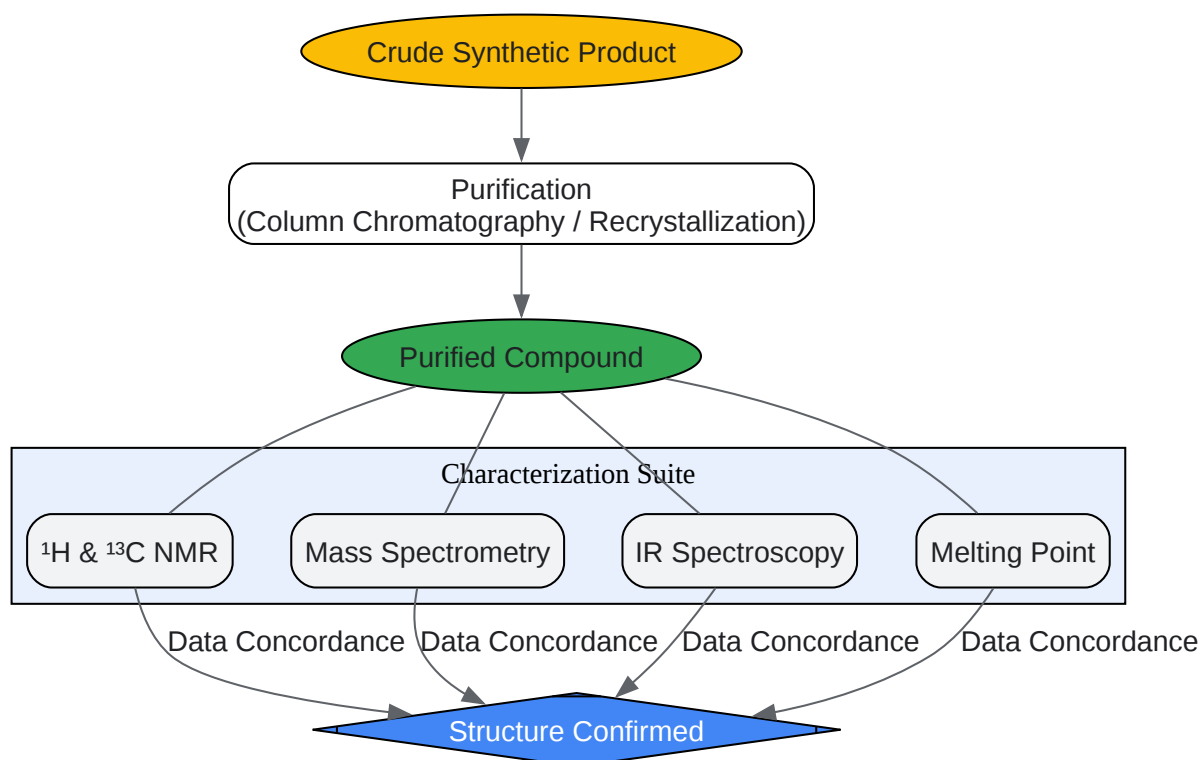 Crude Synthetic Product
Purification
(Column Chromatography / Recrystallization)
Purified Compound
Characterization Suite
¹H & ¹³C NMR
Mass Spectrometry
IR Spectroscopy
Melting Point
Data Concordance
Data Concordance
Data Concordance
Data Concordance
Structure Confirmed